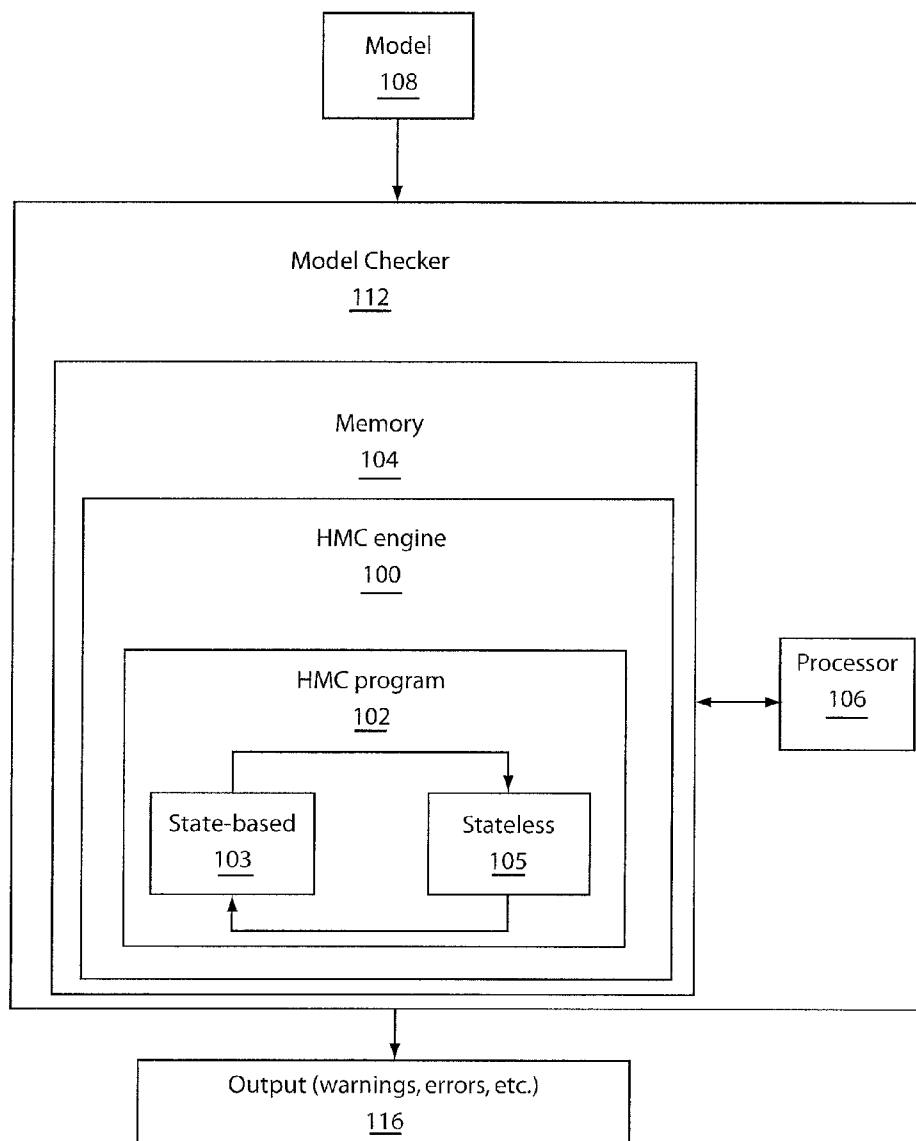 Model
108
Model Checker
112
Memory
104
HMC engine
100
HMC program
102
Processor
106
State-based
103
Stateless
105
Output (warnings, errors, etc.)
116